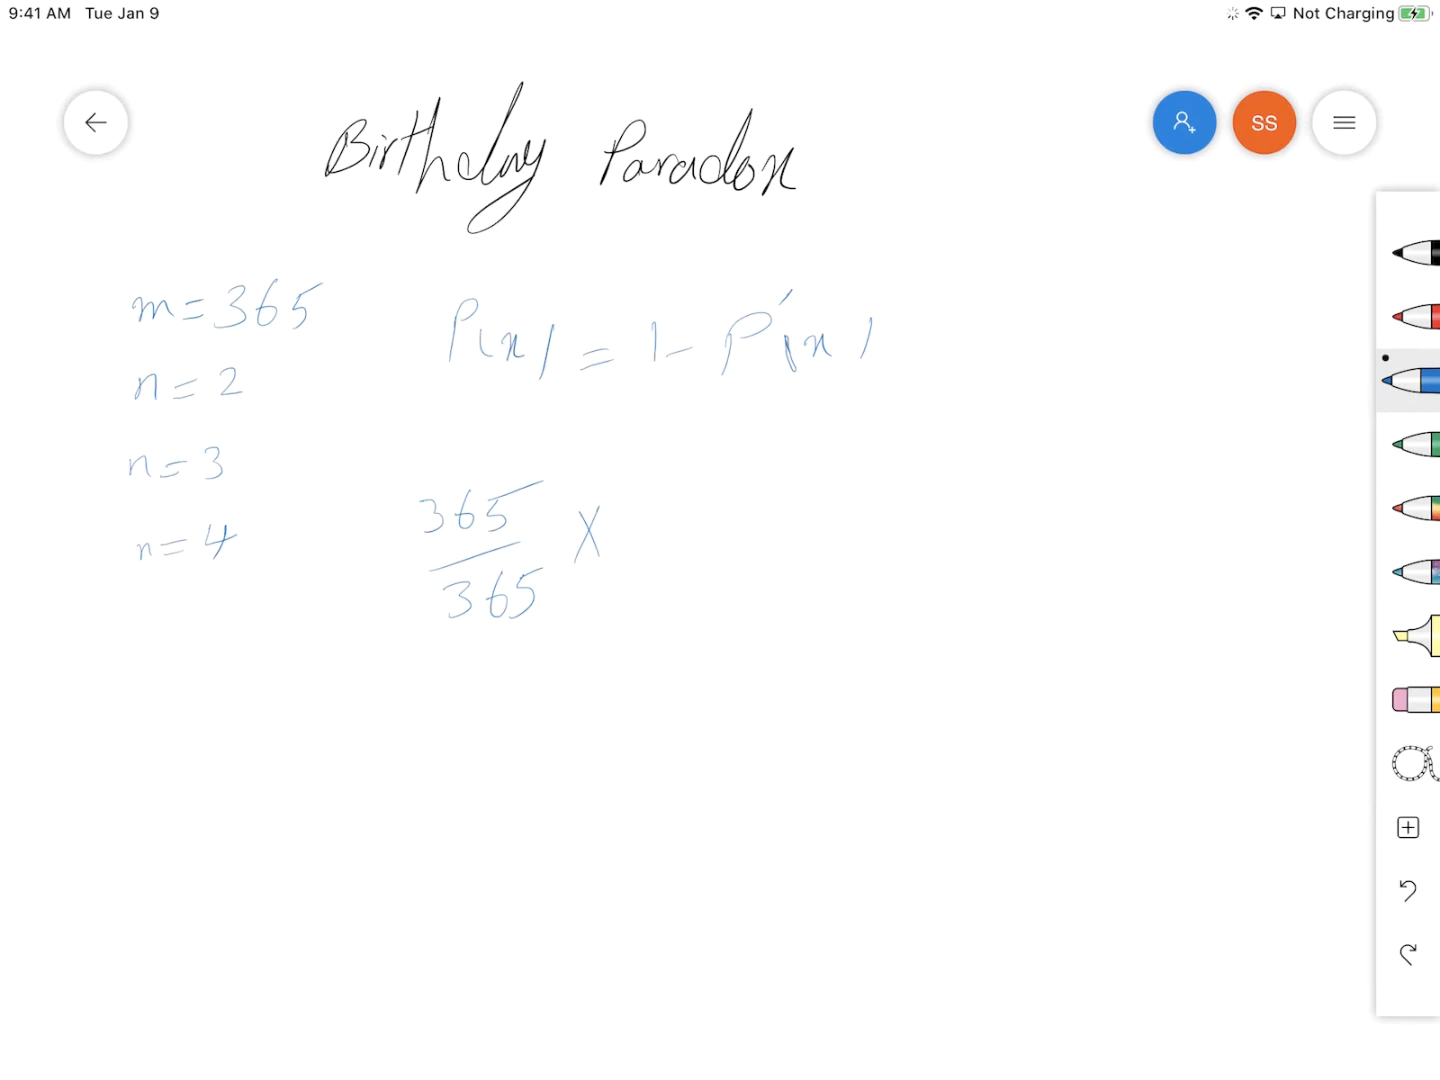 9:41 AM Tue Jan 9
Not Charging
Birthday Paradox
SS
m = 365
P(x) = 1 - P'(x)
n = 2
n = 3
n = 4
365
365
X